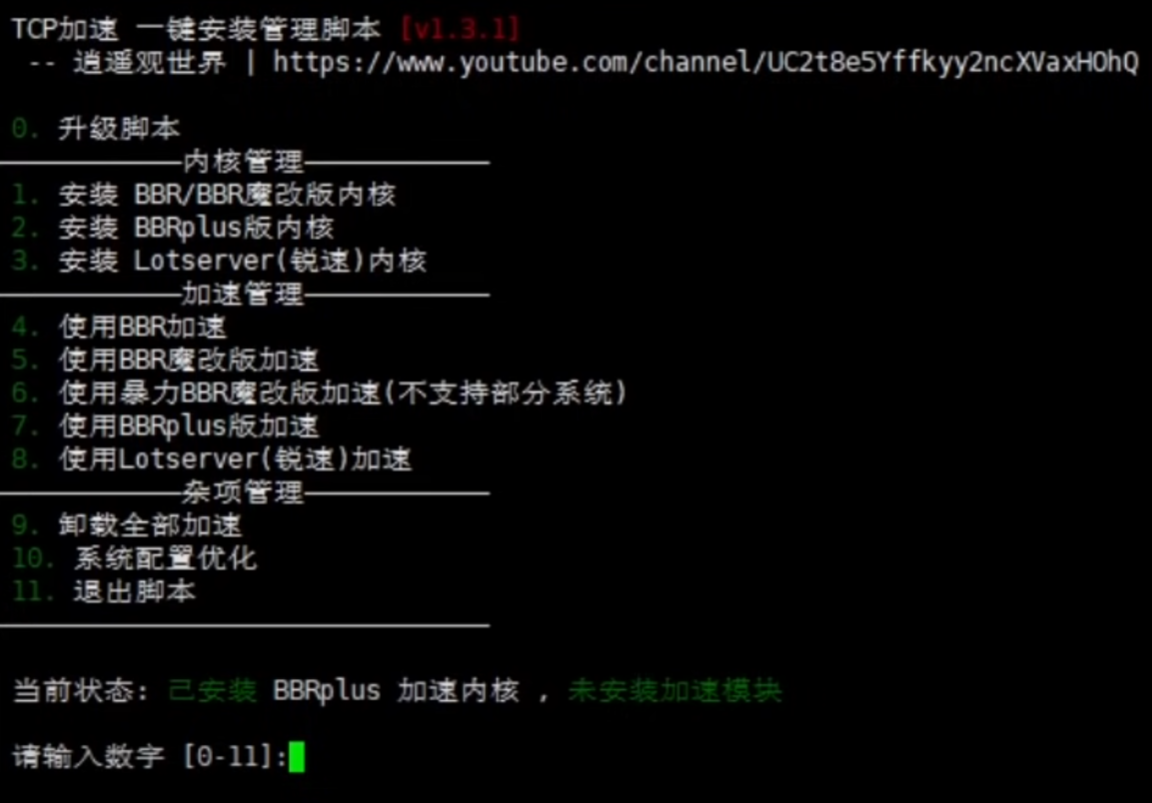 TCP加速 一键安装管理脚本 [v1.3.1]
-- 逍遥观世界 | https://www.youtube.com/channel/UC2t8e5Yffkyy2ncXVaxHOhQ
0. 升级脚本
————————————内核管理————————————
1. 安装 BBR/BBR魔改版内核
2. 安装 BBRplus版内核
3. 安装 Lotserver(锐速)内核
————————————加速管理————————————
4. 使用BBR加速
5. 使用BBR魔改版加速
6. 使用暴力BBR魔改版加速(不支持部分系统)
7. 使用BBRplus版加速
8. 使用Lotserver(锐速)加速
————————————杂项管理————————————
9. 卸载全部加速
10. 系统配置优化
11. 退出脚本
————————————————————————————————
当前状态: 已安装 BBRplus 加速内核 , 未安装加速模块
请输入数字 [0-11]: